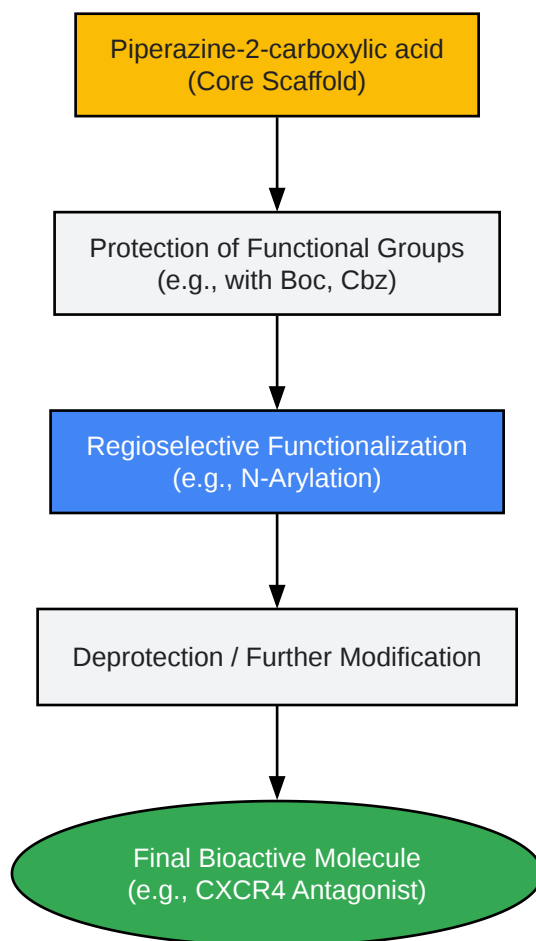 Piperazine-2-carboxylic acid
(Core Scaffold)
Protection of Functional Groups
(e.g., with Boc, Cbz)
Regioselective Functionalization
(e.g., N-Arylation)
Deprotection / Further Modification
Final Bioactive Molecule
(e.g., CXCR4 Antagonist)